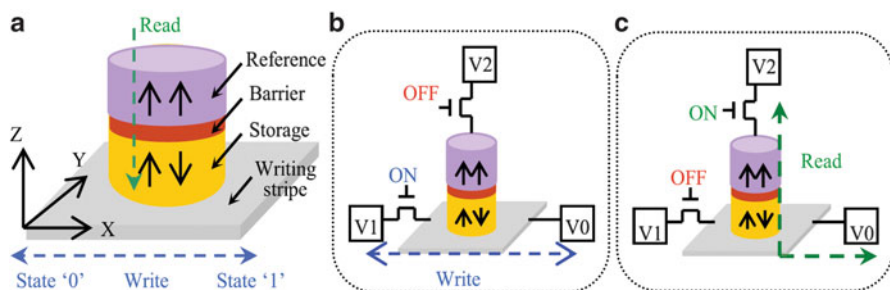 a
Read
Reference
Barrier
Storage
Writing
stripe
Z
Y
X
State ‘0’ Write State ‘1’
b
V2
OFF
ON
V1
V0
Write
c
V2
ON
Read
OFF
V1
V0